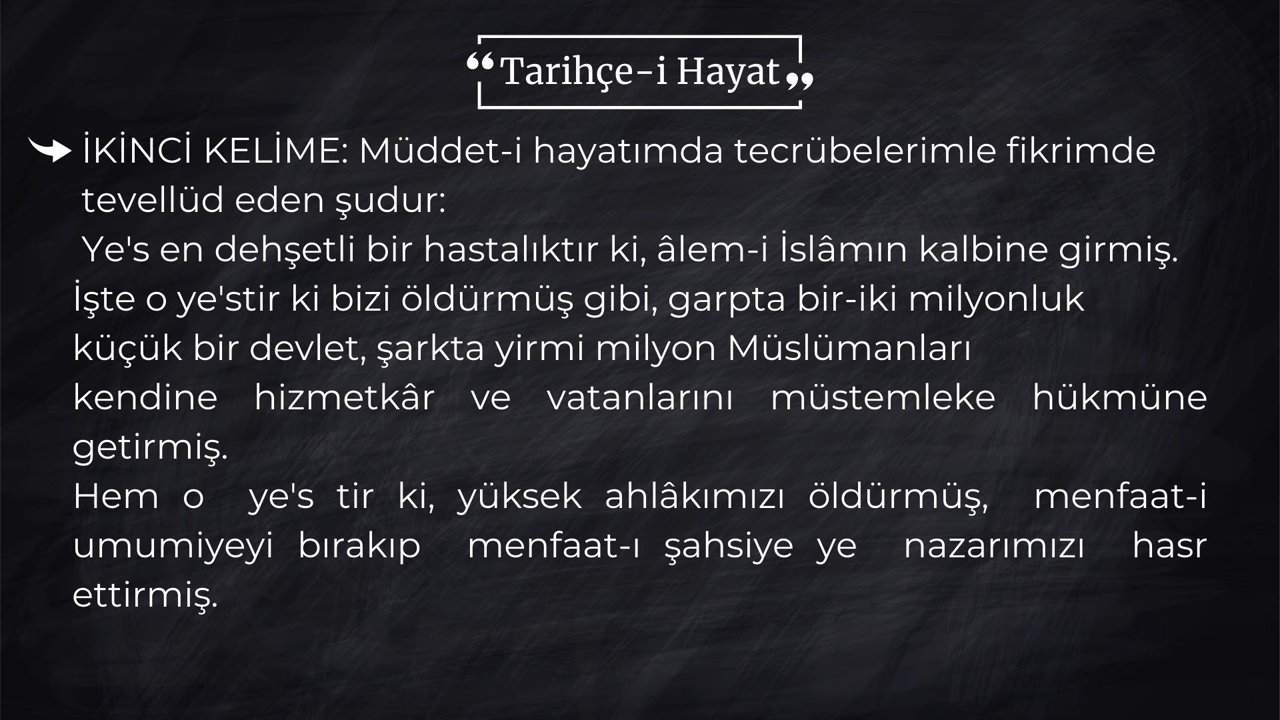 “Tarihçe-i Hayat”
İKİNCİ KELİME: Müddet-i hayatımda tecrübelerimle fikrimde
tevellüd eden şudur:
Ye's en dehşetli bir hastalıktır ki, âlem-i İslâmın kalbine girmiş.
İşte o ye'stir ki bizi öldürmüş gibi, garpta bir-iki milyonluk
küçük bir devlet, şarkta yirmi milyon Müslümanları
kendine hizmetkâr ve vatanlarını müstemleke hükmüne
getirmiş.
Hem o ye's tir ki, yüksek ahlâkımızı öldürmüş, menfaat-i
umumiyeyi bırakıp menfaat-ı şahsiye ye nazarımızı hasr
ettirmiş.